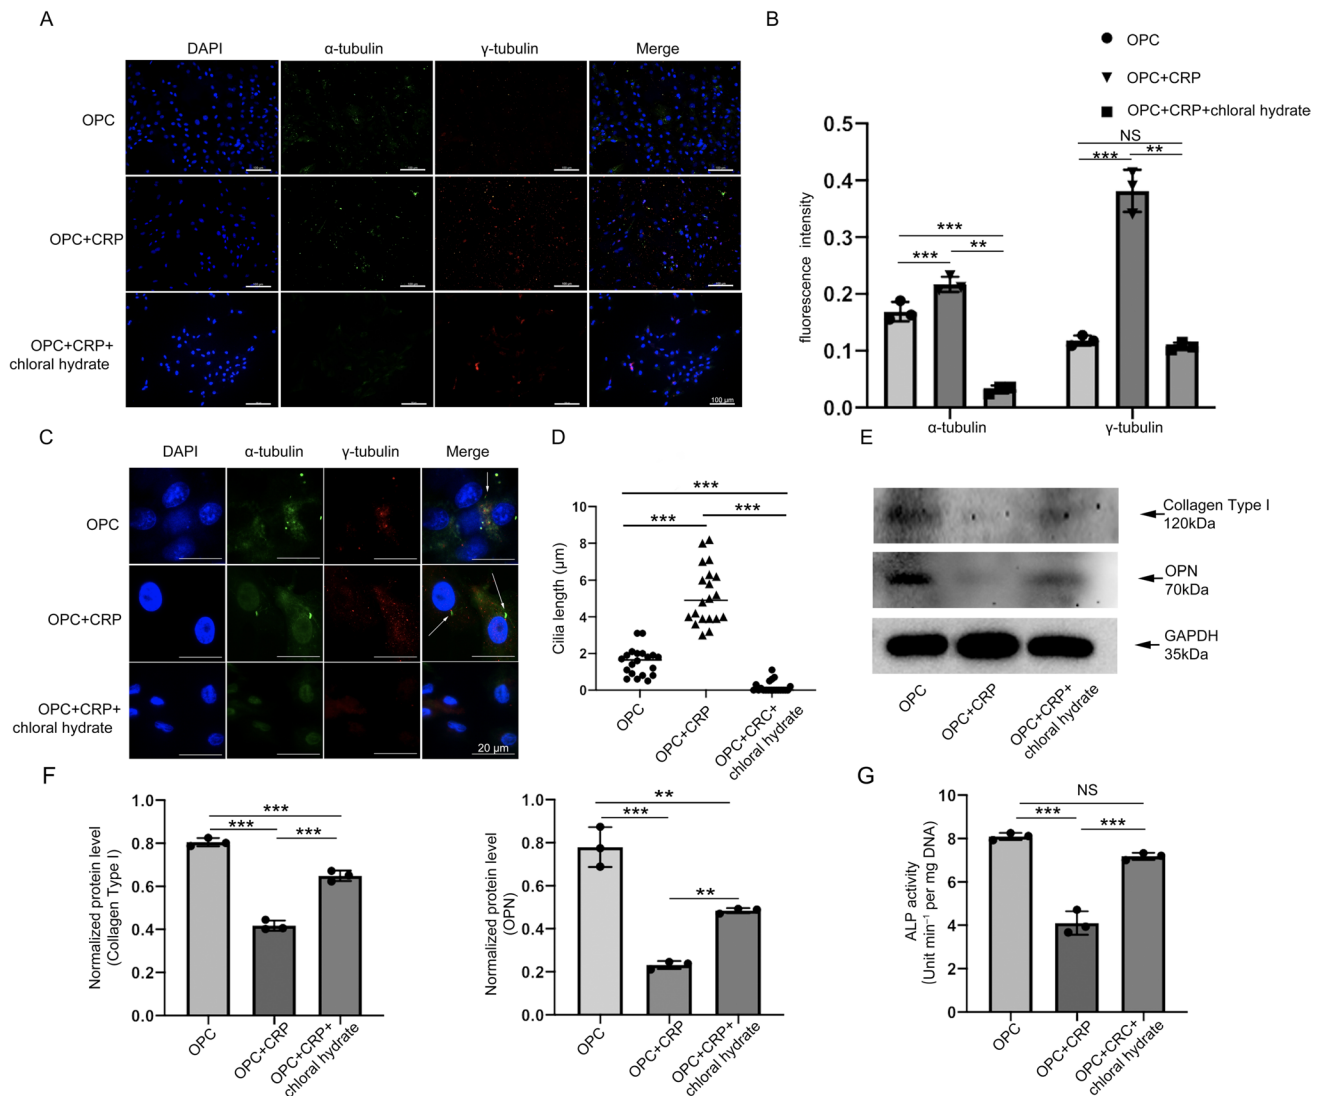 A
DAPI α-tubulin γ-tubulin Merge
OPC
OPC+CRP
OPC+CRP+
chloral hydrate
100 μm
B
OPC
OPC+CRP
OPC+CRP+chloral hydrate
fluorescence intensity
0.5
0.4
0.3
0.2
0.1
0.0
*** *** **
NS
*** **
α-tubulin γ-tubulin
C
DAPI α-tubulin γ-tubulin Merge
OPC
OPC+CRP
OPC+CRP+
chloral hydrate
20 μm
D
Cilia length (μm)
10
8
6
4
2
0
***
*** ***
OPC
OPC+CRP
OPC+CRC+
chloral hydrate
E
Collagen Type I
120kDa
OPN
70kDa
GAPDH
35kDa
OPC
OPC+CRP
OPC+CRP+
chloral hydrate
F
Normalized protein level
(Collagen Type I)
1.0
0.8
0.6
0.4
0.2
0.0
***
*** ***
OPC
OPC+CRP
OPC+CRP+
chloral hydrate
Normalized protein level
(OPN)
1.0
0.8
0.6
0.4
0.2
0.0
**
***
**
OPC
OPC+CRP
OPC+CRP+
chloral hydrate
G
ALP activity
(Unit min⁻¹ per mg DNA)
10
8
6
4
2
0
NS
*** ***
OPC
OPC+CRP
OPC+CRC+
chloral hydrate